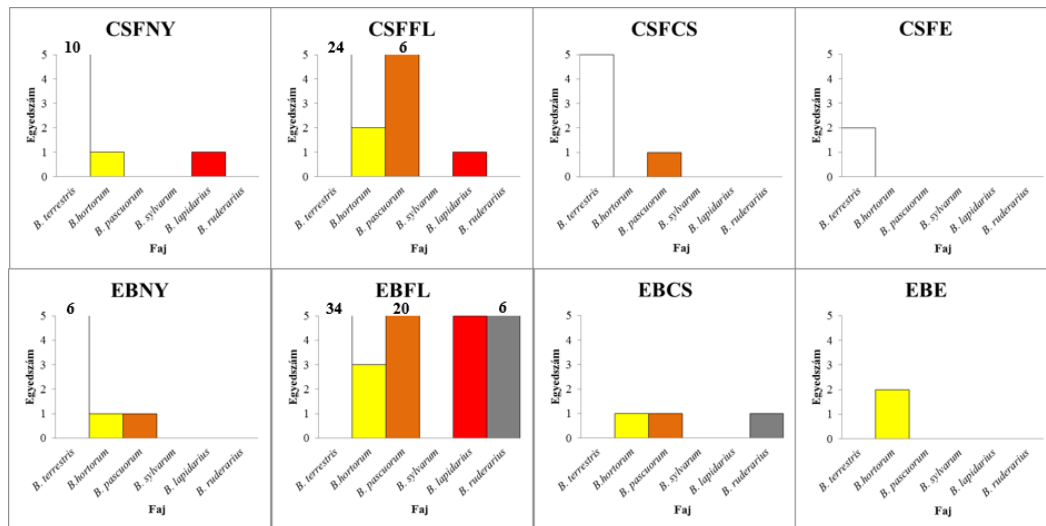 CSFNY
10
5
4
3
2
1
0
Egyedszám
B. terrestris
B.hortorum
B. pascuorum
B. sylvarum
B. lapidarius
B. ruderarius
Faj
CSFFL
24
6
5
4
3
2
1
0
Egyedszám
B. terrestris
B.hortorum
B. pascuorum
B. sylvarum
B. lapidarius
B. ruderarius
Faj
CSFCS
5
4
3
2
1
0
Egyedszám
B. terrestris
B.hortorum
B. pascuorum
B. sylvarum
B. lapidarius
B. ruderarius
Faj
CSFE
5
4
3
2
1
0
Egyedszám
B. terrestris
B.hortorum
B. pascuorum
B. sylvarum
B. lapidarius
B. ruderarius
Faj
EBNY
6
5
4
3
2
1
0
Egyedszám
B. terrestris
B.hortorum
B. pascuorum
B. sylvarum
B. lapidarius
B. ruderarius
Faj
EBFL
34
20
6
5
4
3
2
1
0
Egyedszám
B. terrestris
B.hortorum
B. pascuorum
B. sylvarum
B. lapidarius
B. ruderarius
Faj
EBCS
5
4
3
2
1
0
Egyedszám
B. terrestris
B.hortorum
B. pascuorum
B. sylvarum
B. lapidarius
B. ruderarius
Faj
EBE
5
4
3
2
1
0
Egyedszám
B. terrestris
B.hortorum
B. pascuorum
B. sylvarum
B. lapidarius
B. ruderarius
Faj